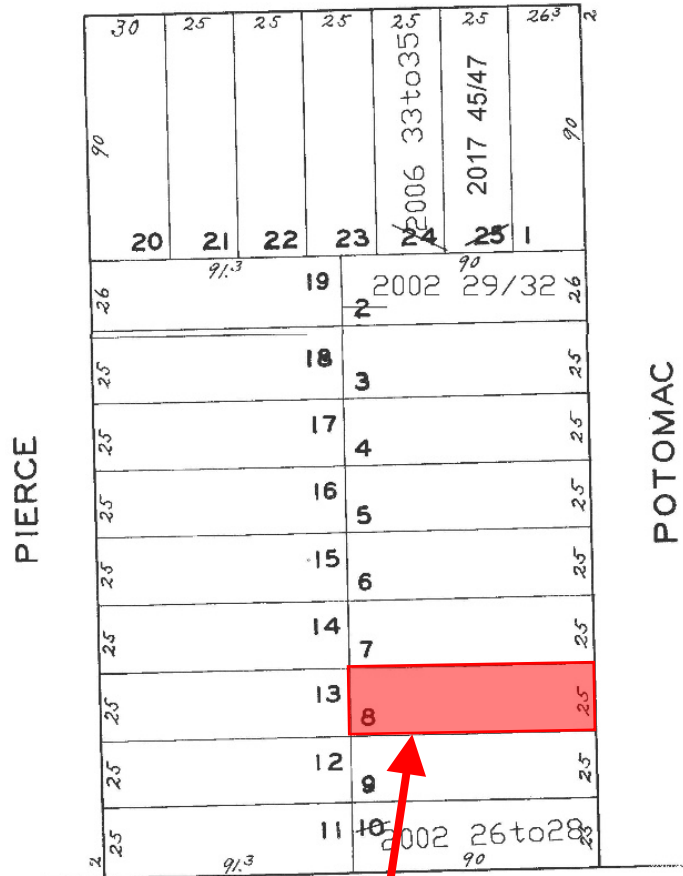 30 25 25 25 25 25 26.3 2
90 2006 33to35 2017 45/47 90
20 21 22 23 24 25 1
91.3 90
26 19 2 2002 29/32 26
25 18 3 25
25 17 4 25
25 16 5 25
25 15 6 25
25 14 7 25
25 13 8 25
25 12 9 25
25 11 10 2002 26to28 25
2 91.3 90
PIERCE
POTOMAC